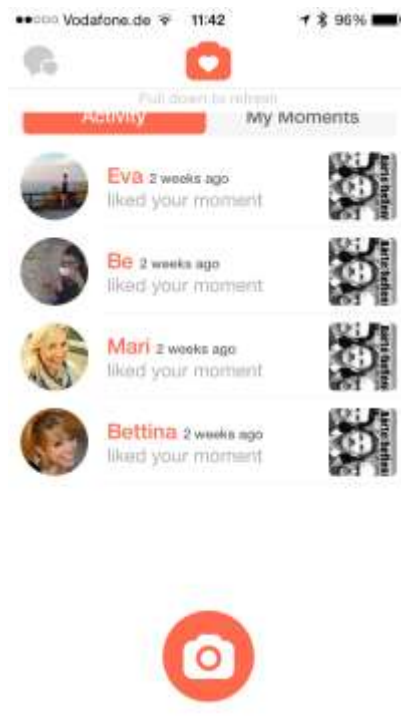 Vodafone.de 11:42 96%
Pull down to refresh
Activity My Moments
Eva 2 weeks ago
liked your moment
Be 2 weeks ago
liked your moment
Mari 2 weeks ago
liked your moment
Bettina 2 weeks ago
liked your moment